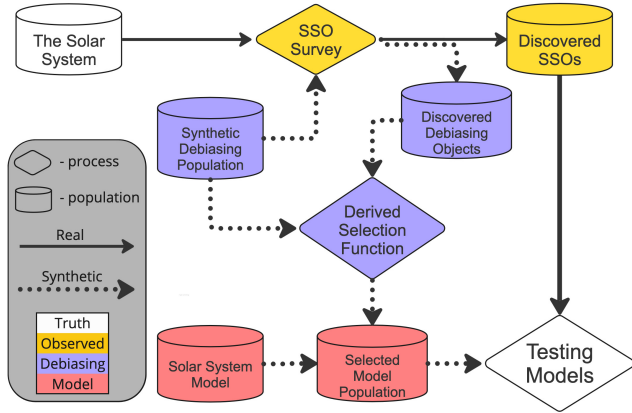 The Solar
System
SSO
Survey
Discovered
SSOs
Synthetic
Debiasing
Population
Discovered
Debiasing
Objects
- process
- population
Real
Synthetic
Truth
Observed
Debiasing
Model
Derived
Selection
Function
Solar System
Model
Selected
Model
Population
Testing
Models